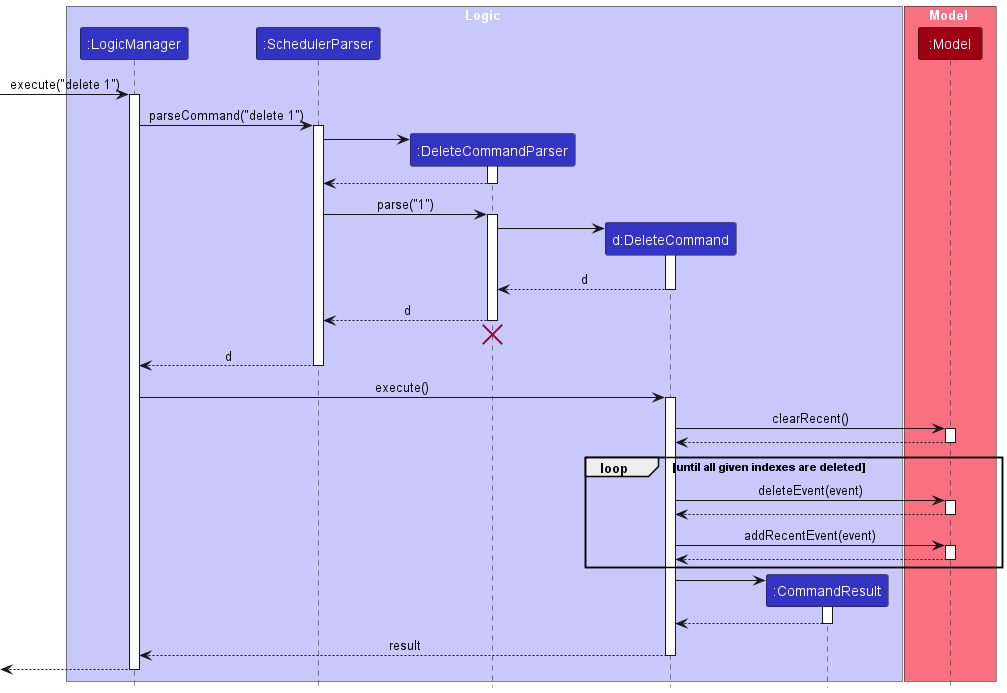 Logic
Model
:LogicManager
:SchedulerParser
:Model
execute("delete 1")
parseCommand("delete 1")
:DeleteCommandParser
parse("1")
d:DeleteCommand
d
d
d
execute()
clearRecent()
loop
[until all given indexes are deleted]
deleteEvent(event)
addRecentEvent(event)
:CommandResult
result